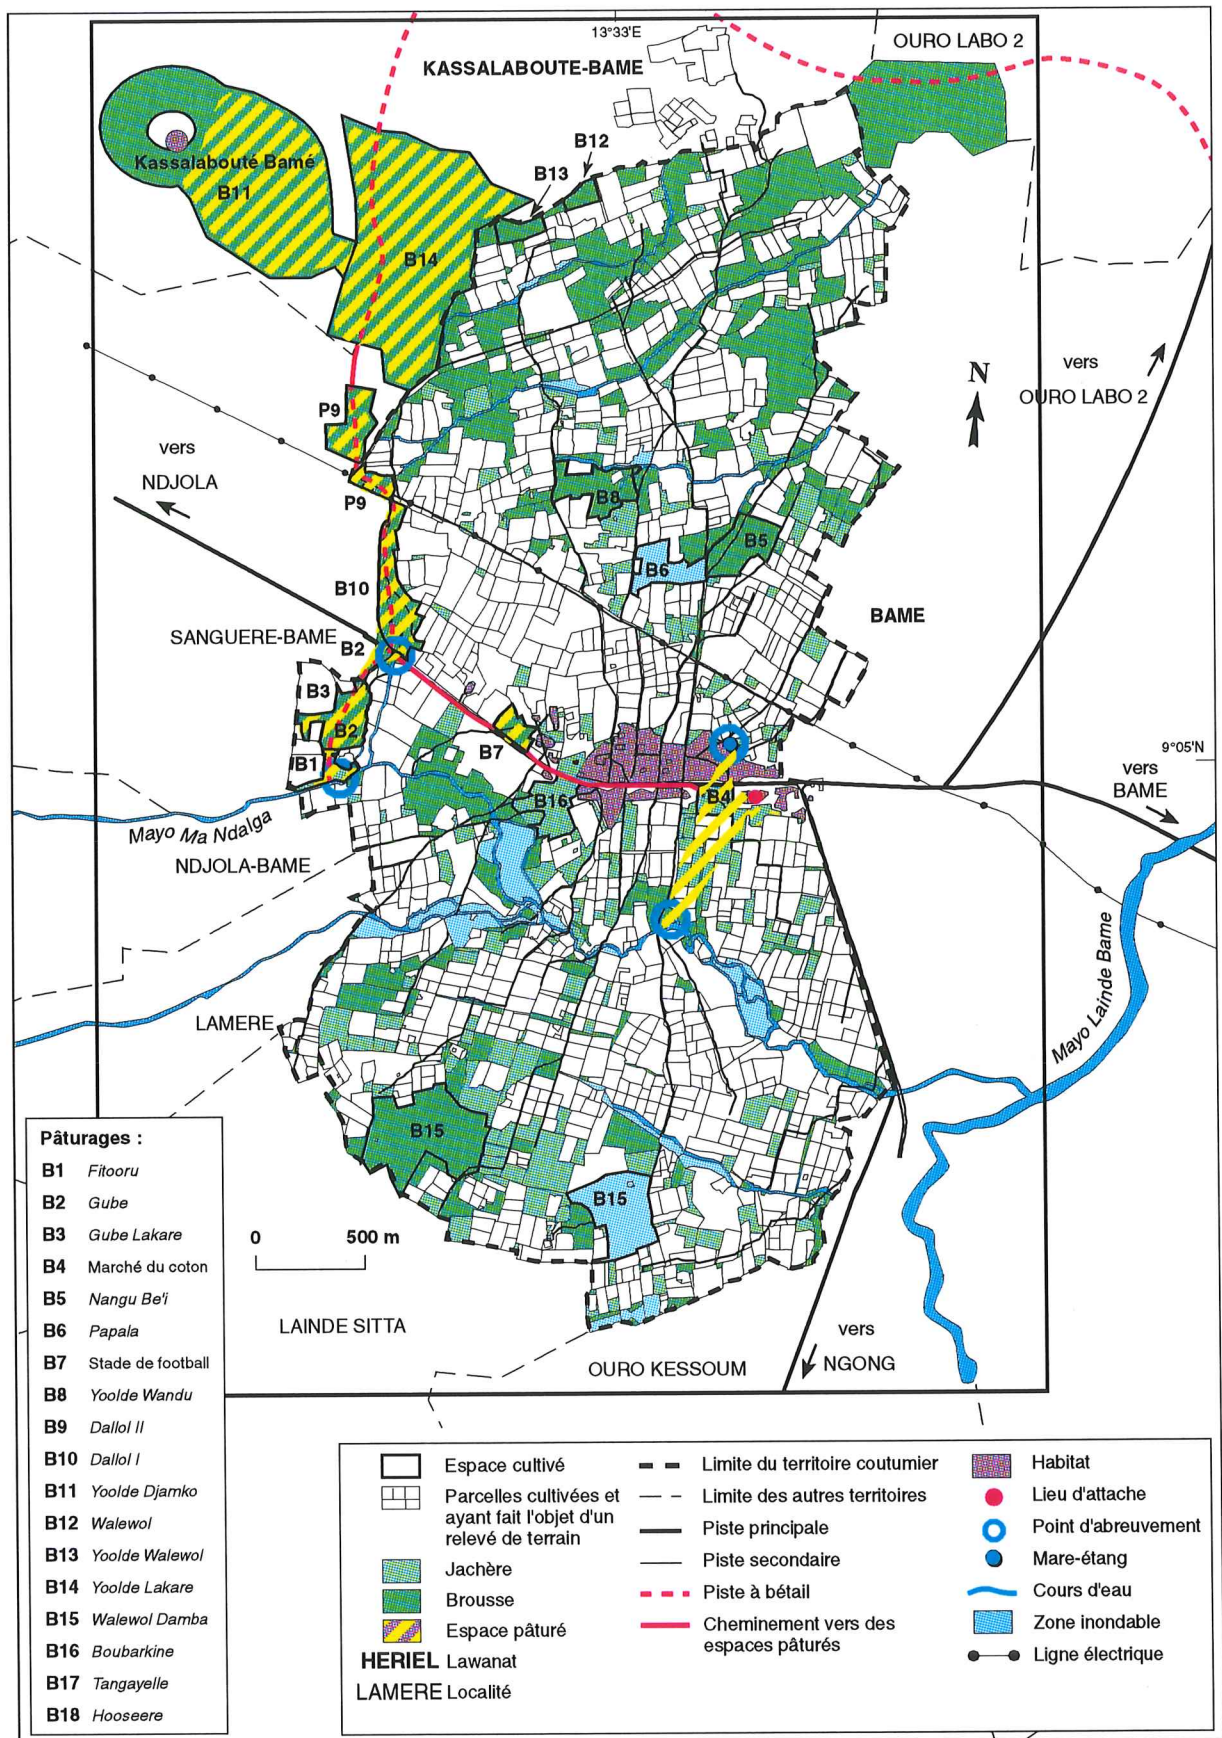 13°33'E
OURO LABO 2
KASSALABOUTE-BAME
B12
B13
Kassalabouté Bamé
B11
B14
N
vers
OURO LABO 2
P9
vers
NDJOLA
P9
B8
B5
B6
B10
BAME
SANGUERE-BAME
B2
B3
B2
B7
9°05'N
B1
vers
BAME
B16
B4
Mayo Ma Ndalga
NDJOLA-BAME
Mayo Laindé Bame
LAMERE
B15
B15
0 500 m
LAINDE SITTA
vers
NGONG
OURO KESSOUM
Pâturages :
B1 Fitooru
B2 Gube
B3 Gube Lakare
B4 Marché du coton
B5 Nangu Be'i
B6 Papala
B7 Stade de football
B8 Yoolde Wandu
B9 Dallol II
B10 Dallol I
B11 Yoolde Djamko
B12 Walewol
B13 Yoolde Walewol
B14 Yoolde Lakare
B15 Walewol Damba
B16 Boubarkine
B17 Tangayelle
B18 Hooseere
Espace cultivé
Parcelles cultivées et
ayant fait l'objet d'un
relevé de terrain
Jachère
Brousse
Espace pâturé
HERIEL Lawanat
LAMERE Localité
Limite du territoire coutumier
Limite des autres territoires
Piste principale
Piste secondaire
Piste à bétail
Cheminement vers des
espaces pâturés
Habitat
Lieu d'attache
Point d'abreuvement
Mare-étang
Cours d'eau
Zone inondable
Ligne électrique